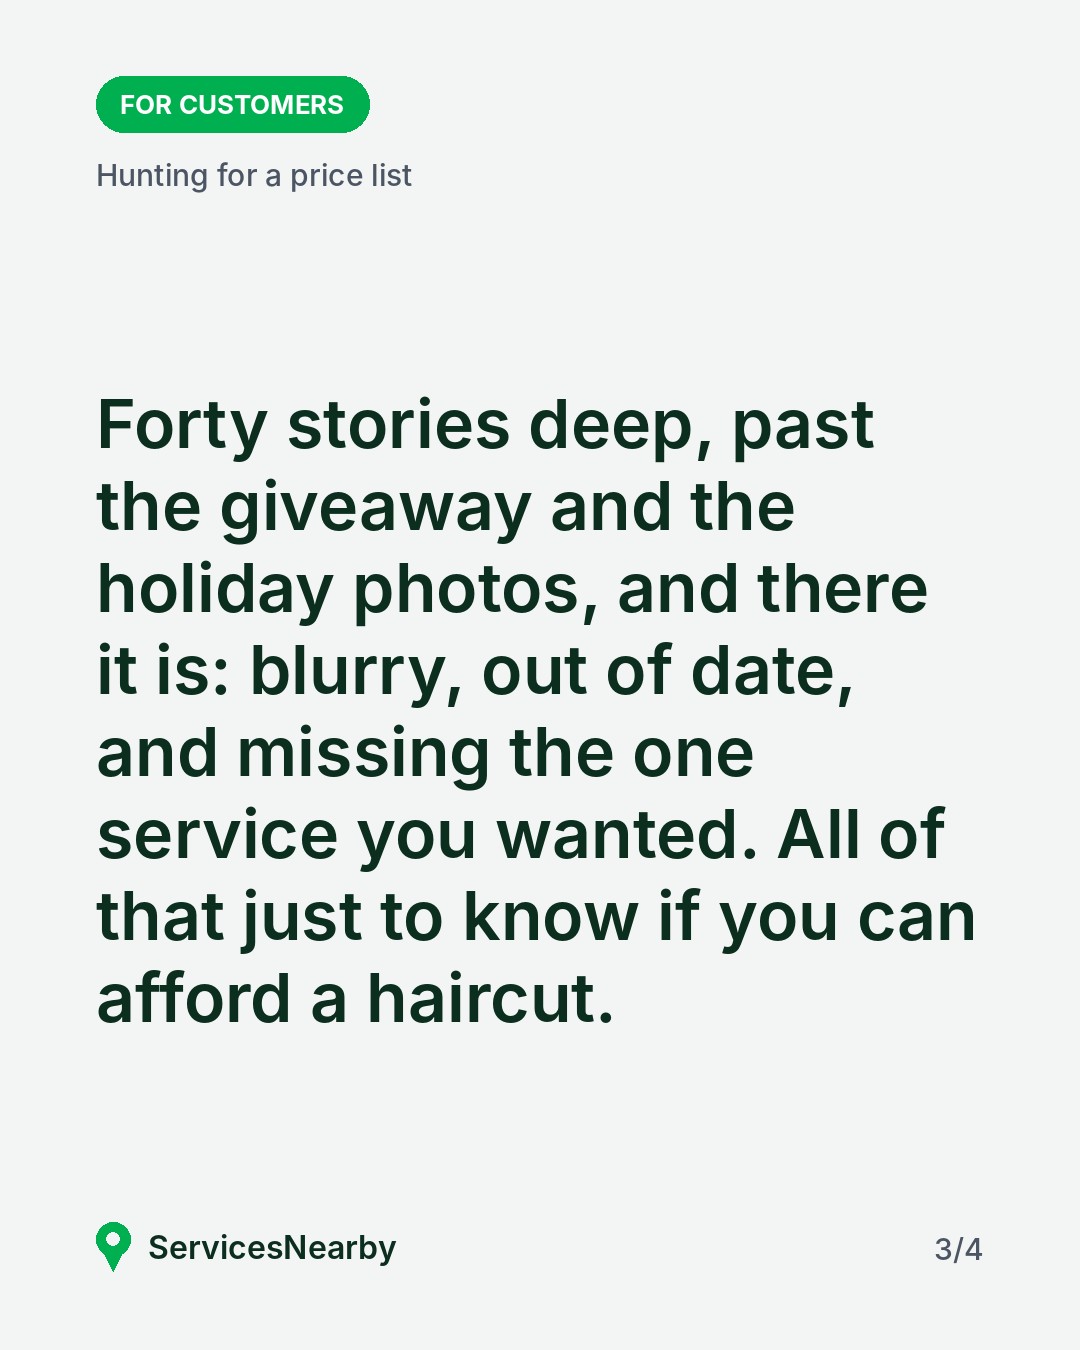 FOR CUSTOMERS
Hunting for a price list
Forty stories deep, past
the giveaway and the
holiday photos, and there
it is: blurry, out of date,
and missing the one
service you wanted. All of
that just to know if you can
afford a haircut.
ServicesNearby
3/4